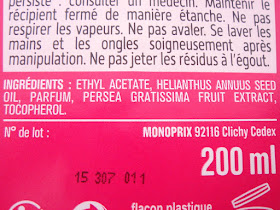 persiste : consulter un médecin. Maintenir le
récipient fermé de manière étanche. Ne pas
respirer les vapeurs. Ne pas avaler. Se laver les
mains et les ongles soigneusement après
manipulation. Ne pas jeter les résidus à l'égout.
INGRÉDIENTS : ETHYL ACETATE, HELIANTHUS ANNUUS SEED
OIL, PARFUM, PERSEA GRATISSIMA FRUIT EXTRACT,
TOCOPHEROL.
N° de lot :
MONOPRIX 92116 Clichy Cedex
200 ml
15 307 011
flacon plastique